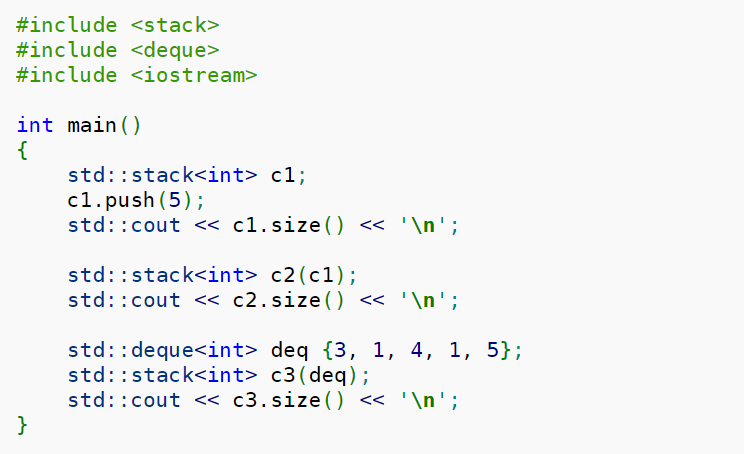 #include <stack>
#include <deque>
#include <iostream>

int main()
{
    std::stack<int> c1;
    c1.push(5);
    std::cout << c1.size() << '\n';

    std::stack<int> c2(c1);
    std::cout << c2.size() << '\n';

    std::deque<int> deq {3, 1, 4, 1, 5};
    std::stack<int> c3(deq);
    std::cout << c3.size() << '\n';
}